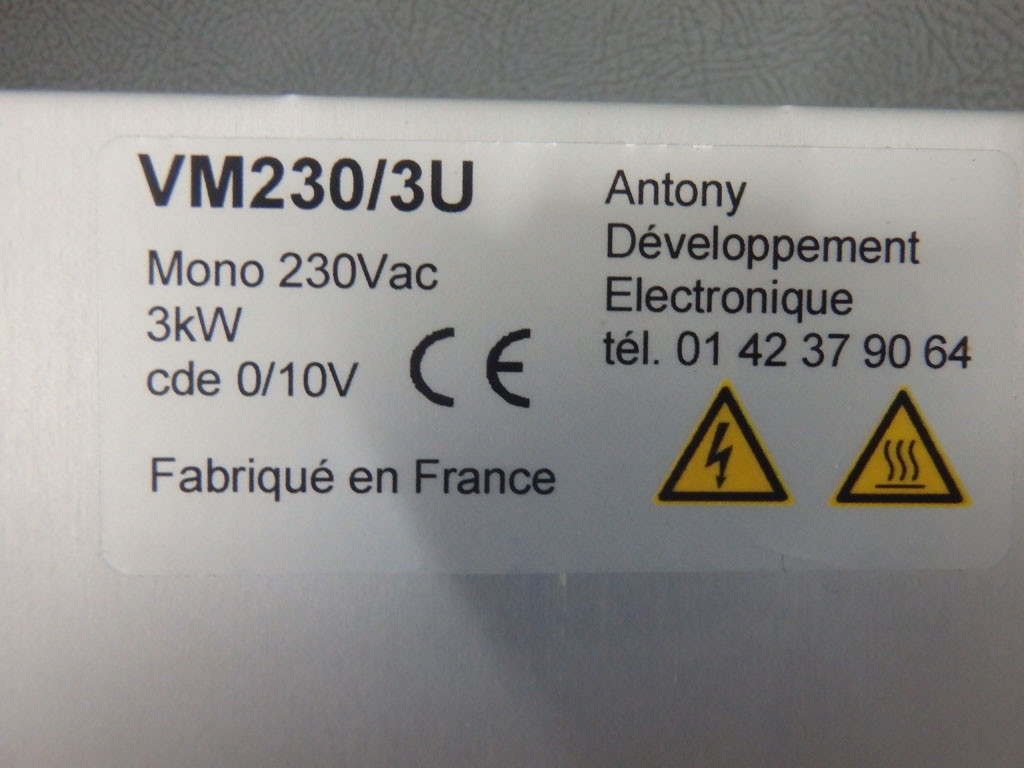 VM230/3U
Mono 230Vac
3kW
cde 0/10V
CE
Fabriqué en France
Antony
Développement
Electronique
tél. 01 42 37 90 64